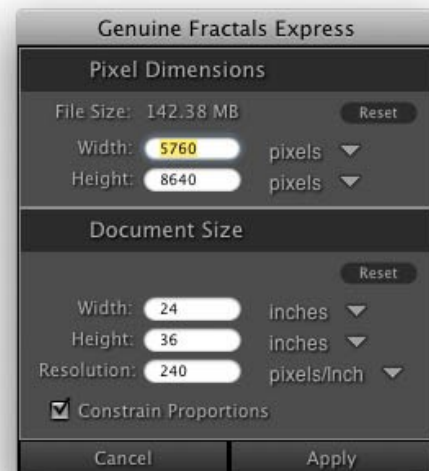 Genuine Fractals Express
Pixel Dimensions
File Size: 142.38 MB Reset
Width: 5760 pixels
Height: 8640 pixels
Document Size
Reset
Width: 24 inches
Height: 36 inches
Resolution: 240 pixels/Inch
Constrain Proportions
Cancel Apply